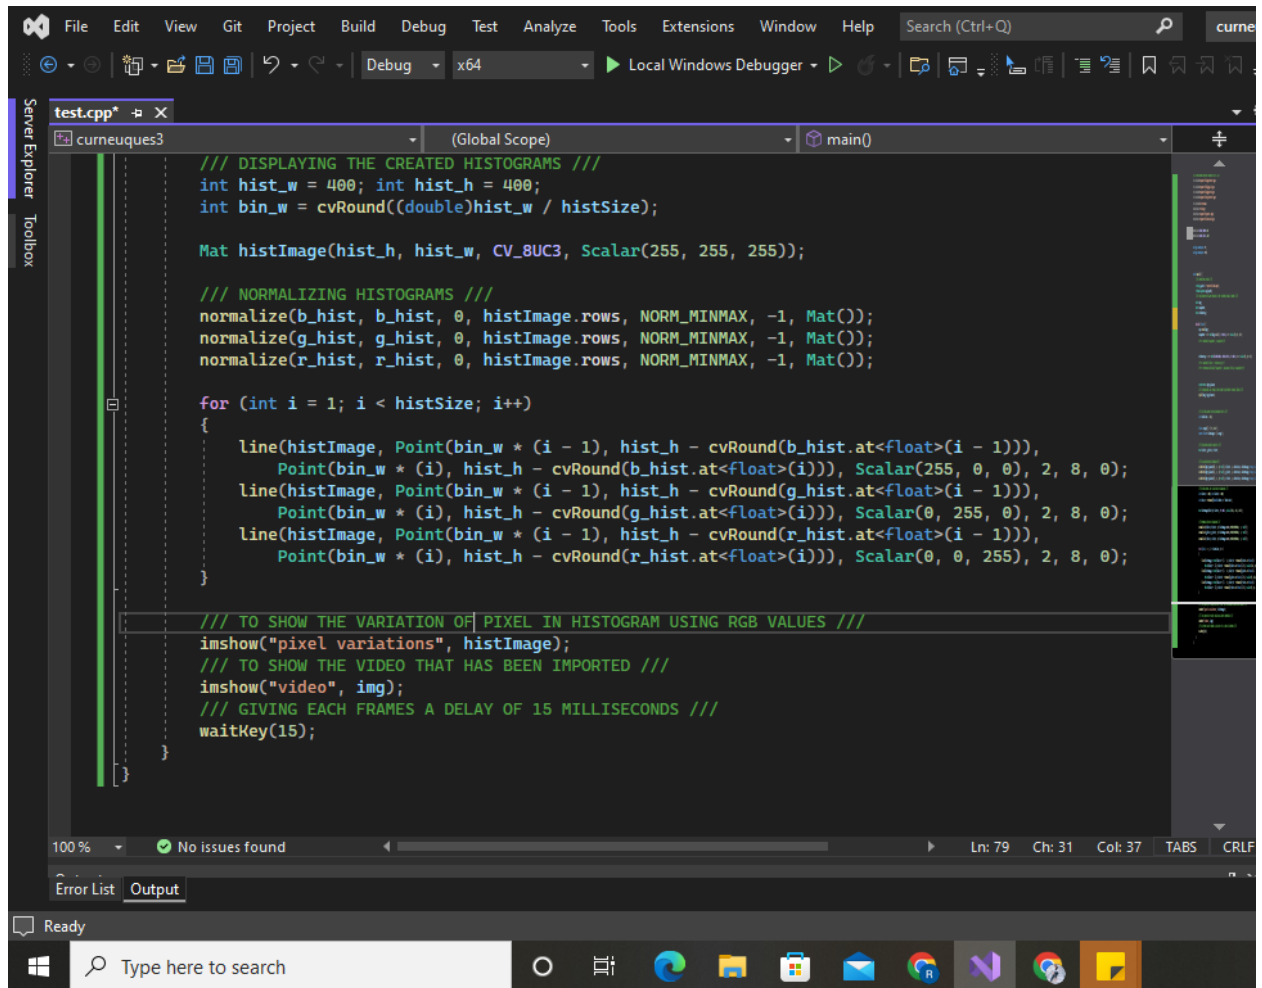 File Edit View Git Project Build Debug Test Analyze Tools Extensions Window Help Search (Ctrl+Q) curne
Debug x64 Local Windows Debugger
Server Explorer
Toolbox
test.cpp*
curneuques3 (Global Scope) main()
/// DISPLAYING THE CREATED HISTOGRAMS ///
int hist_w = 400; int hist_h = 400;
int bin_w = cvRound((double)hist_w / histSize);
Mat histImage(hist_h, hist_w, CV_8UC3, Scalar(255, 255, 255));
/// NORMALIZING HISTOGRAMS ///
normalize(b_hist, b_hist, 0, histImage.rows, NORM_MINMAX, -1, Mat());
normalize(g_hist, g_hist, 0, histImage.rows, NORM_MINMAX, -1, Mat());
normalize(r_hist, r_hist, 0, histImage.rows, NORM_MINMAX, -1, Mat());
for (int i = 1; i < histSize; i++)
{
line(histImage, Point(bin_w * (i - 1), hist_h - cvRound(b_hist.at<float>(i - 1))),
Point(bin_w * (i), hist_h - cvRound(b_hist.at<float>(i))), Scalar(255, 0, 0), 2, 8, 0);
line(histImage, Point(bin_w * (i - 1), hist_h - cvRound(g_hist.at<float>(i - 1))),
Point(bin_w * (i), hist_h - cvRound(g_hist.at<float>(i))), Scalar(0, 255, 0), 2, 8, 0);
line(histImage, Point(bin_w * (i - 1), hist_h - cvRound(r_hist.at<float>(i - 1))),
Point(bin_w * (i), hist_h - cvRound(r_hist.at<float>(i))), Scalar(0, 0, 255), 2, 8, 0);
}
/// TO SHOW THE VARIATION OF PIXEL IN HISTOGRAM USING RGB VALUES ///
imshow("pixel variations", histImage);
/// TO SHOW THE VIDEO THAT HAS BEEN IMPORTED ///
imshow("video", img);
/// GIVING EACH FRAMES A DELAY OF 15 MILLISECONDS ///
waitKey(15);
}
}
100 % No issues found Ln: 79 Ch: 31 Col: 37 TABS CRLF
Error List Output
Ready
Type here to search